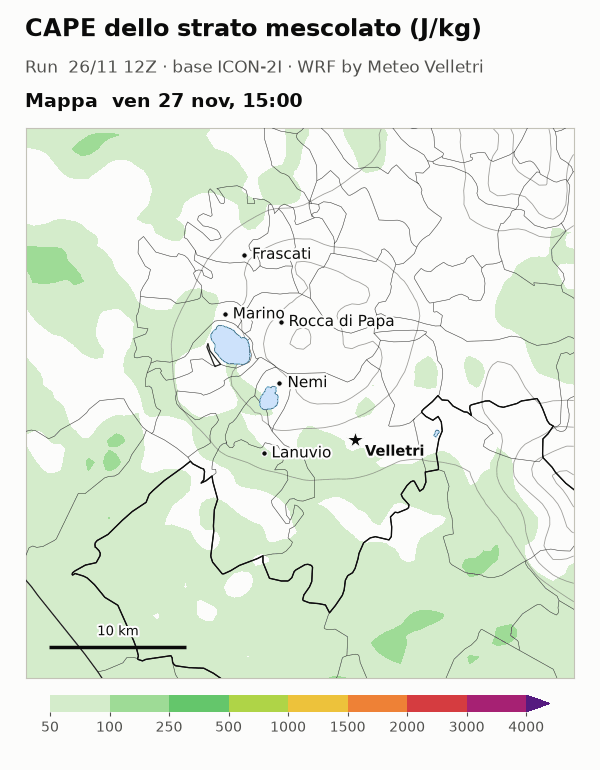 CAPE dello strato mescolato (J/kg)
Run  26/11 12Z · base ICON-2I · WRF by Meteo Velletri
Mappa  ven 27 nov, 15:00
Frascati
Marino
Rocca di Papa
Nemi
Velletri
Lanuvio
10 km
50 100 250 500 1000 1500 2000 3000 4000